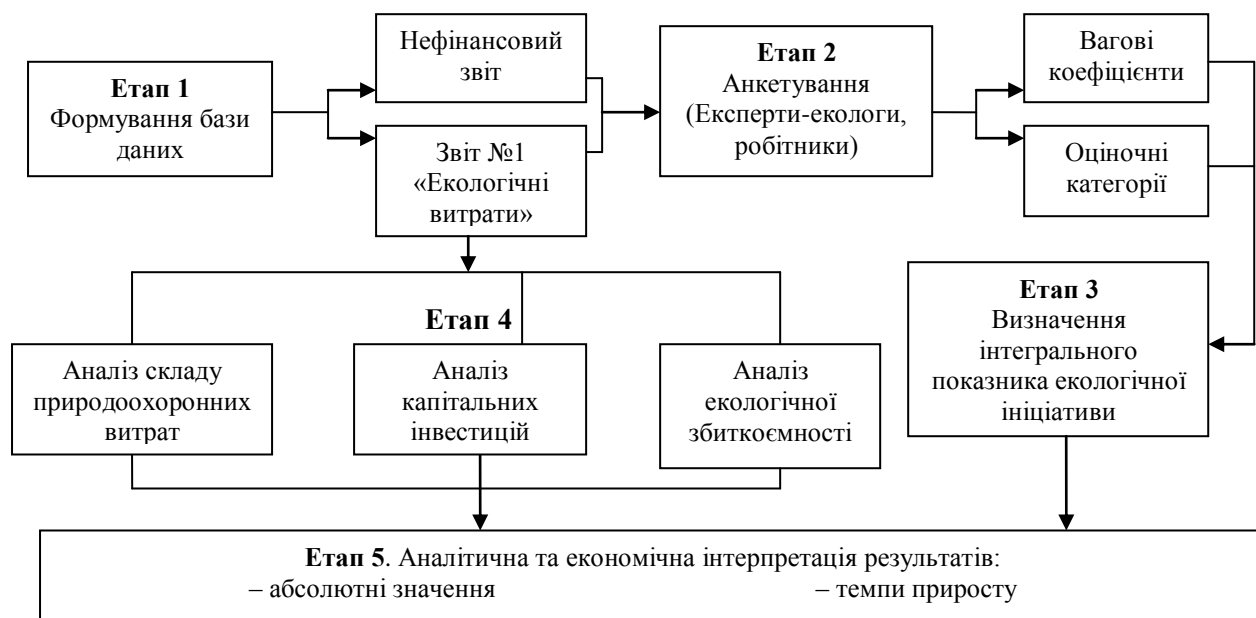 Етап 1
Формування бази
даних
Нефінансовий
звіт
Звіт №1
«Екологічні
витрати»
Етап 2
Анкетування
(Експерти-екологи,
робітники)
Вагові
коефіцієнти
Оціночні
категорії
Етап 3
Визначення
інтегрального
показника екологічної
ініціативи
Етап 4
Аналіз складу
природоохоронних
витрат
Аналіз
капітальних
інвестицій
Аналіз
екологічної
збиткоємності
Етап 5. Аналітична та економічна інтерпретація результатів:
– абсолютні значення – темпи приросту